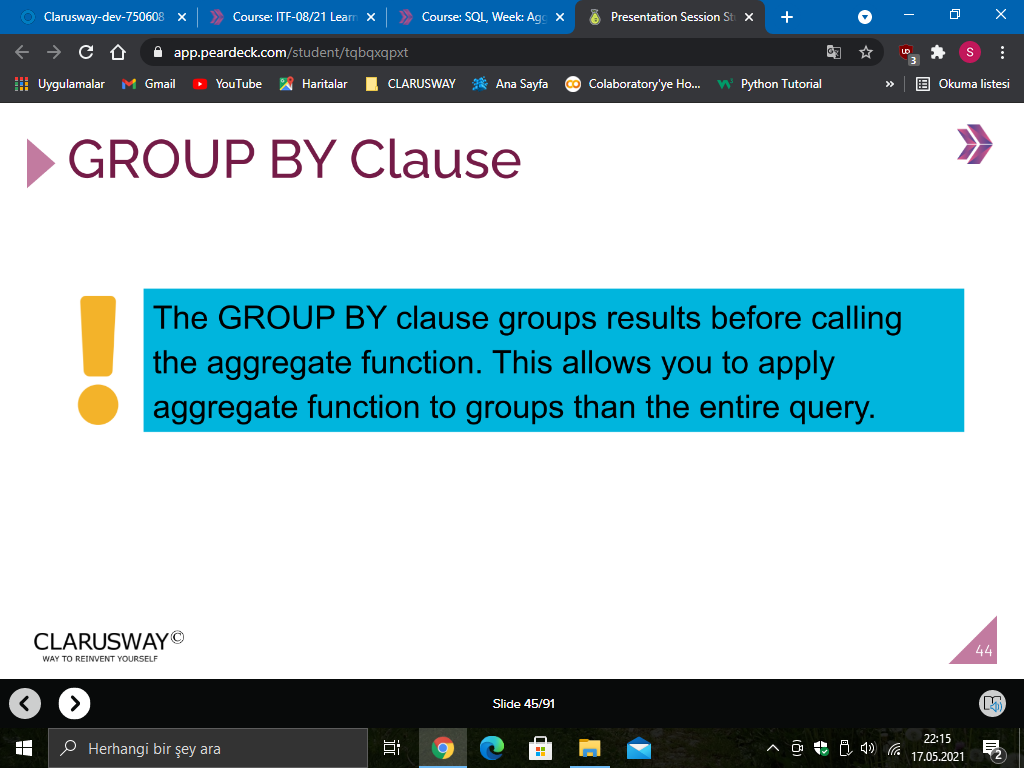 Clarusway-dev-750608
Course: ITF-08/21 Learn
Course: SQL, Week: Agg
Presentation Session St
app.peardeck.com/student/tqbqxqpxt
3
S
Uygulamalar
Gmail
YouTube
Haritalar
CLARUSWAY
Ana Sayfa
Colaboratory'ye Ho...
Python Tutorial
»
Okuma listesi
GROUP BY Clause
The GROUP BY clause groups results before calling
the aggregate function. This allows you to apply
aggregate function to groups than the entire query.
CLARUSWAY©
WAY TO REINVENT YOURSELF
44
Slide 45/91
Herhangi bir şey ara
22:15
17.05.2021
2